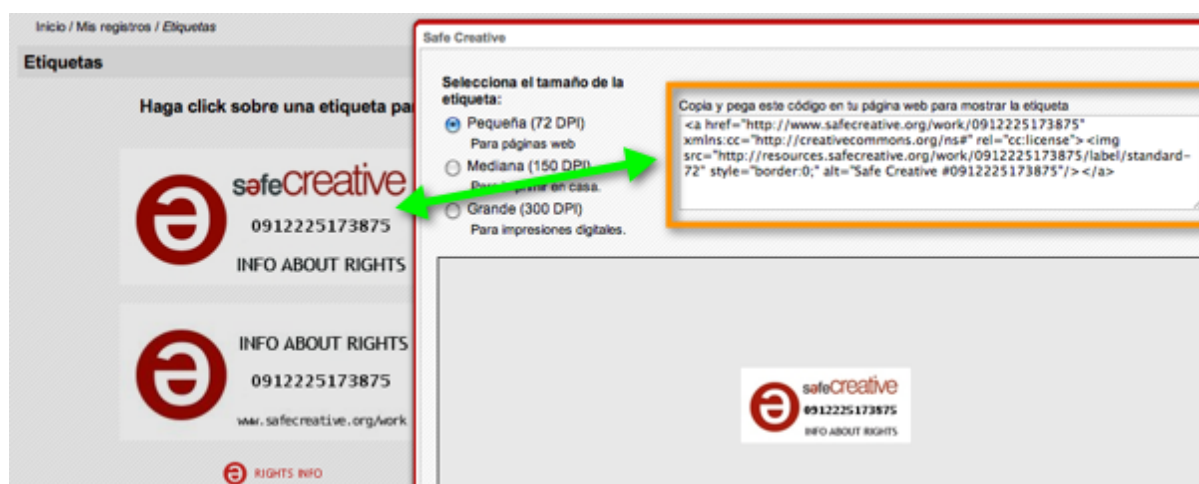 Inicio / Mis registros / Etiquetas
Etiquetas
Haga click sobre una etiqueta pa
safecreative
0912225173875
INFO ABOUT RIGHTS
INFO ABOUT RIGHTS
0912225173875
www.safecreative.org/work
RIGHTS INFO
Safe Creative
Selecciona el tamaño de la
etiqueta:
Pequeña (72 DPI)
Para páginas web
Mediana (150 DPI)
Para imprimir en casa.
Grande (300 DPI)
Para impresiones digitales.
Copia y pega este código en tu página web para mostrar la etiqueta
<a href="http://www.safecreative.org/work/0912225173875"
xmlns:cc="http://creativecommons.org/ns#" rel="cc:license"><img
src="http://resources.safecreative.org/work/0912225173875/label/standard-
72" style="border:0;" alt="Safe Creative #0912225173875"/></a>
safecreative
0912225173875
INFO ABOUT RIGHTS